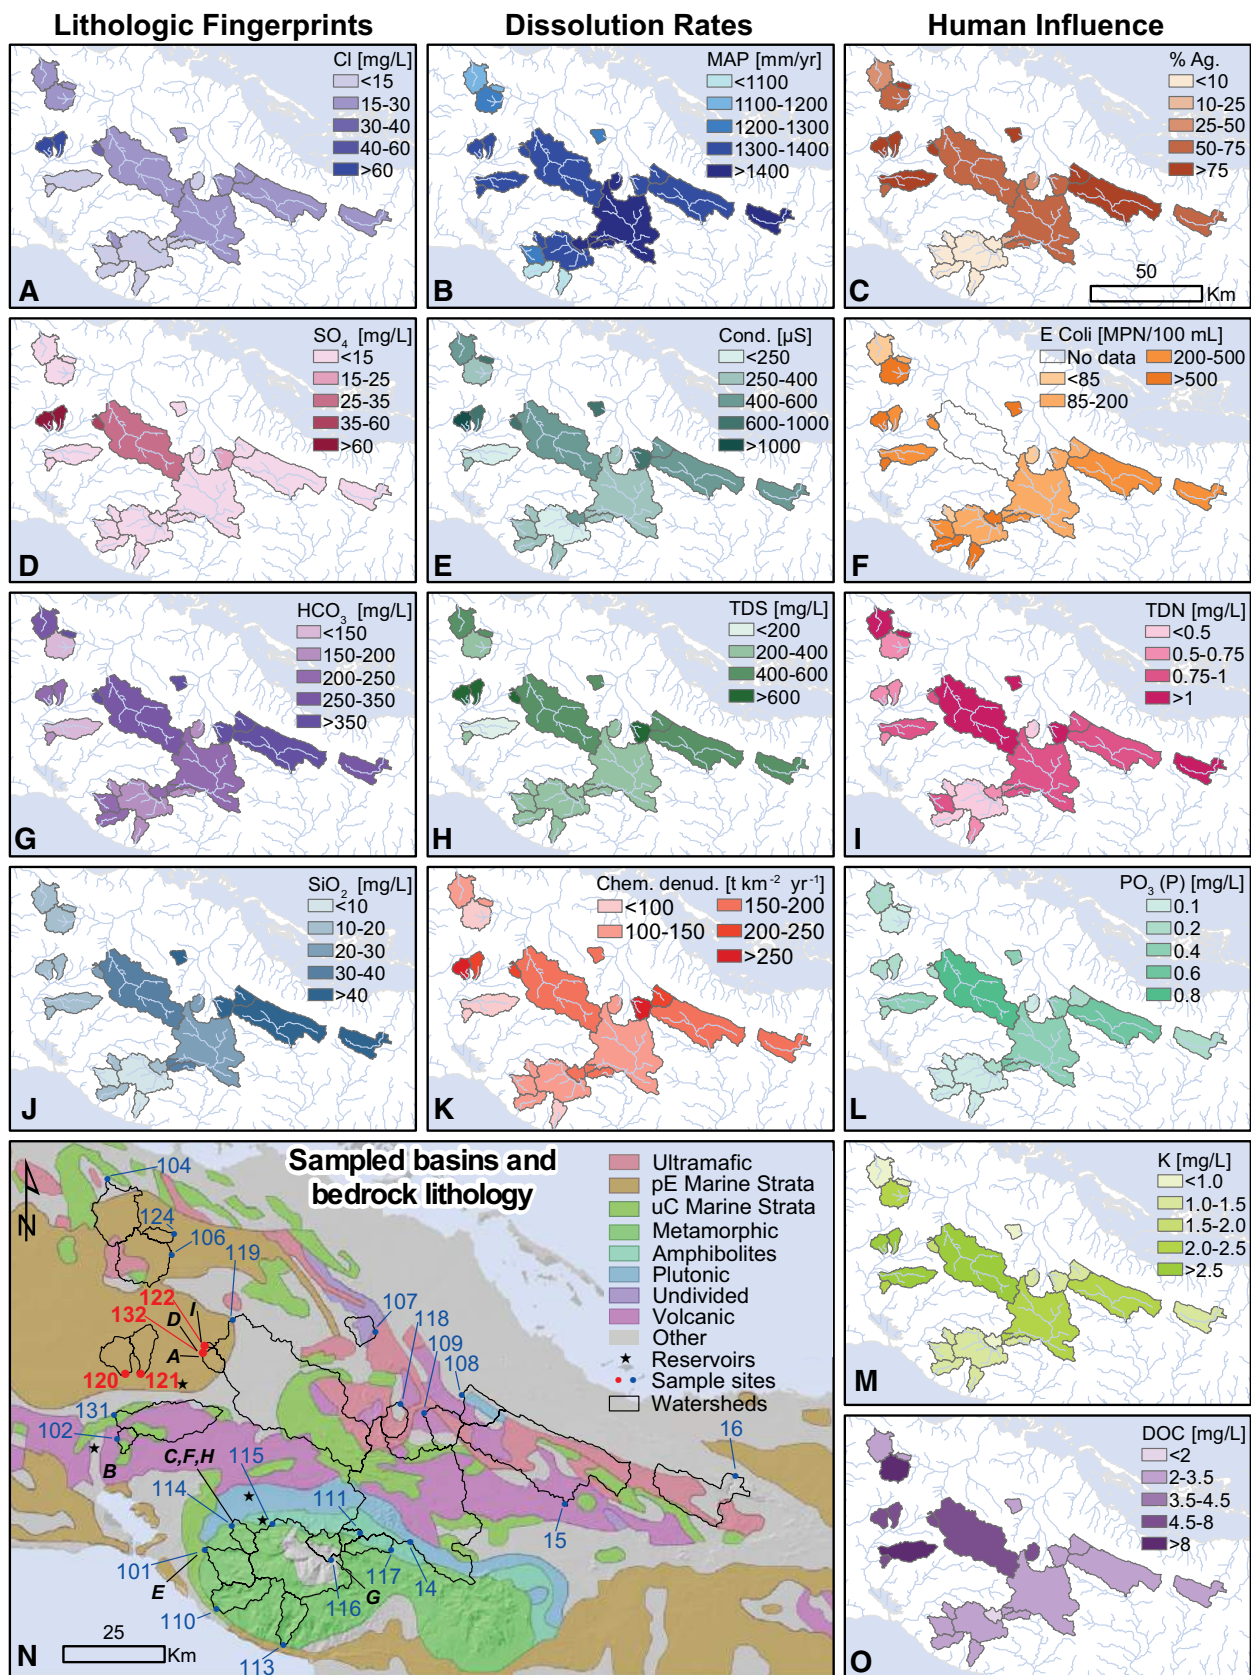 Lithologic Fingerprints
Dissolution Rates
Human Influence
Cl [mg/L]
<15
15-30
30-40
40-60
>60
A
MAP [mm/yr]
<1100
1100-1200
1200-1300
1300-1400
>1400
B
% Ag.
<10
10-25
25-50
50-75
>75
50
Km
C
SO4 [mg/L]
<15
15-25
25-35
35-60
>60
D
Cond. [µS]
<250
250-400
400-600
600-1000
>1000
E
E Coli [MPN/100 mL]
No data
<85
85-200
200-500
>500
F
HCO3 [mg/L]
<150
150-200
200-250
250-350
>350
G
TDS [mg/L]
<200
200-400
400-600
>600
H
TDN [mg/L]
<0.5
0.5-0.75
0.75-1
>1
I
SiO2 [mg/L]
<10
10-20
20-30
30-40
>40
J
Chem. denud. [t km-2 yr-1]
<100
100-150
150-200
200-250
>250
K
PO3 (P) [mg/L]
0.1
0.2
0.4
0.6
0.8
L
Sampled basins and
bedrock lithology
Ultramafic
pE Marine Strata
uC Marine Strata
Metamorphic
Amphibolites
Plutonic
Undivided
Volcanic
Other
Reservoirs
Sample sites
Watersheds
N
104
124
106
119
122
I
132
D
A
120
121
107
118
109
108
131
102
B
C,F,H
115
114
111
16
15
101
E
110
113
116
G
117
14
25
Km
N
K [mg/L]
<1.0
1.0-1.5
1.5-2.0
2.0-2.5
>2.5
M
DOC [mg/L]
<2
2-3.5
3.5-4.5
4.5-8
>8
O